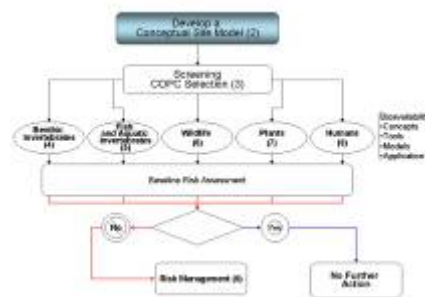 Develop a
Conceptual Site Model (2)
Screening
COPC Selection (3)
Benthic
Invertebrates
(4)
Fish
and Aquatic
Invertebrates
(5)
Wildlife
(6)
Plants
(7)
Humans
(8)
Bioavailability
•Concepts
•Tools
•Models
•Application
Baseline Risk Assessment
No
Yes
Risk Management (9)
No Further
Action